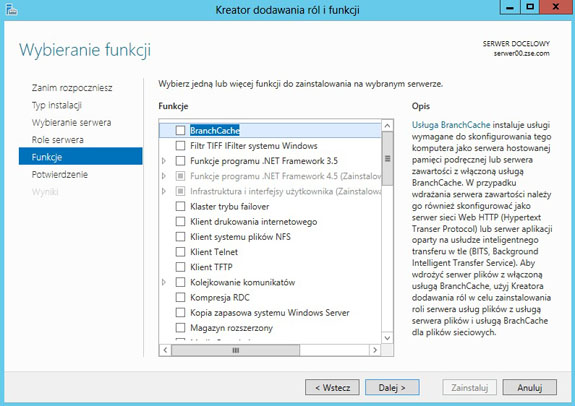 Kreator dodawania ról i funkcji
Wybieranie funkcji
SERWER DOCELOWY
serwer00.zse.com
Zanim rozpoczniesz
Typ instalacji
Wybieranie serwera
Role serwera
Funkcje
Potwierdzenie
Wyniki
Wybierz jedną lub więcej funkcji do zainstalowania na wybranym serwerze.
Funkcje
BranchCache
Filtr TIFF IFilter systemu Windows
Funkcje programu .NET Framework 3.5
Funkcje programu .NET Framework 4.5 (Zainstalow
Infrastruktura i interfejsy użytkownika (Zainstalowa
Klaster trybu failover
Klient drukowania internetowego
Klient systemu plików NFS
Klient Telnet
Klient TFTP
Kolejkowanie komunikatów
Kompresja RDC
Kopia zapasowa systemu Windows Server
Magazyn rozszerzony
Opis
Usługa BranchCache instaluje usługi
wymagane do skonfigurowania tego
komputera jako serwera hostowanej
pamięci podręcznej lub serwera
zawartości z włączoną usługą
BranchCache. W przypadku
wdrażania serwera zawartości należy
go również skonfigurować jako
serwer sieci Web HTTP (Hypertext
Transer Protocol) lub serwer aplikacji
oparty na usłudze inteligentnego
transferu w tle (BITS, Background
Intelligent Transfer Service). Aby
wdrożyć serwer plików z włączoną
usługą BranchCache, użyj Kreatora
dodawania ról w celu zainstalowania
roli serwera usług plików z usługą
serwera plików i usługą BrachCache
dla plików sieciowych.
< Wstecz
Dalej >
Zainstaluj
Anuluj